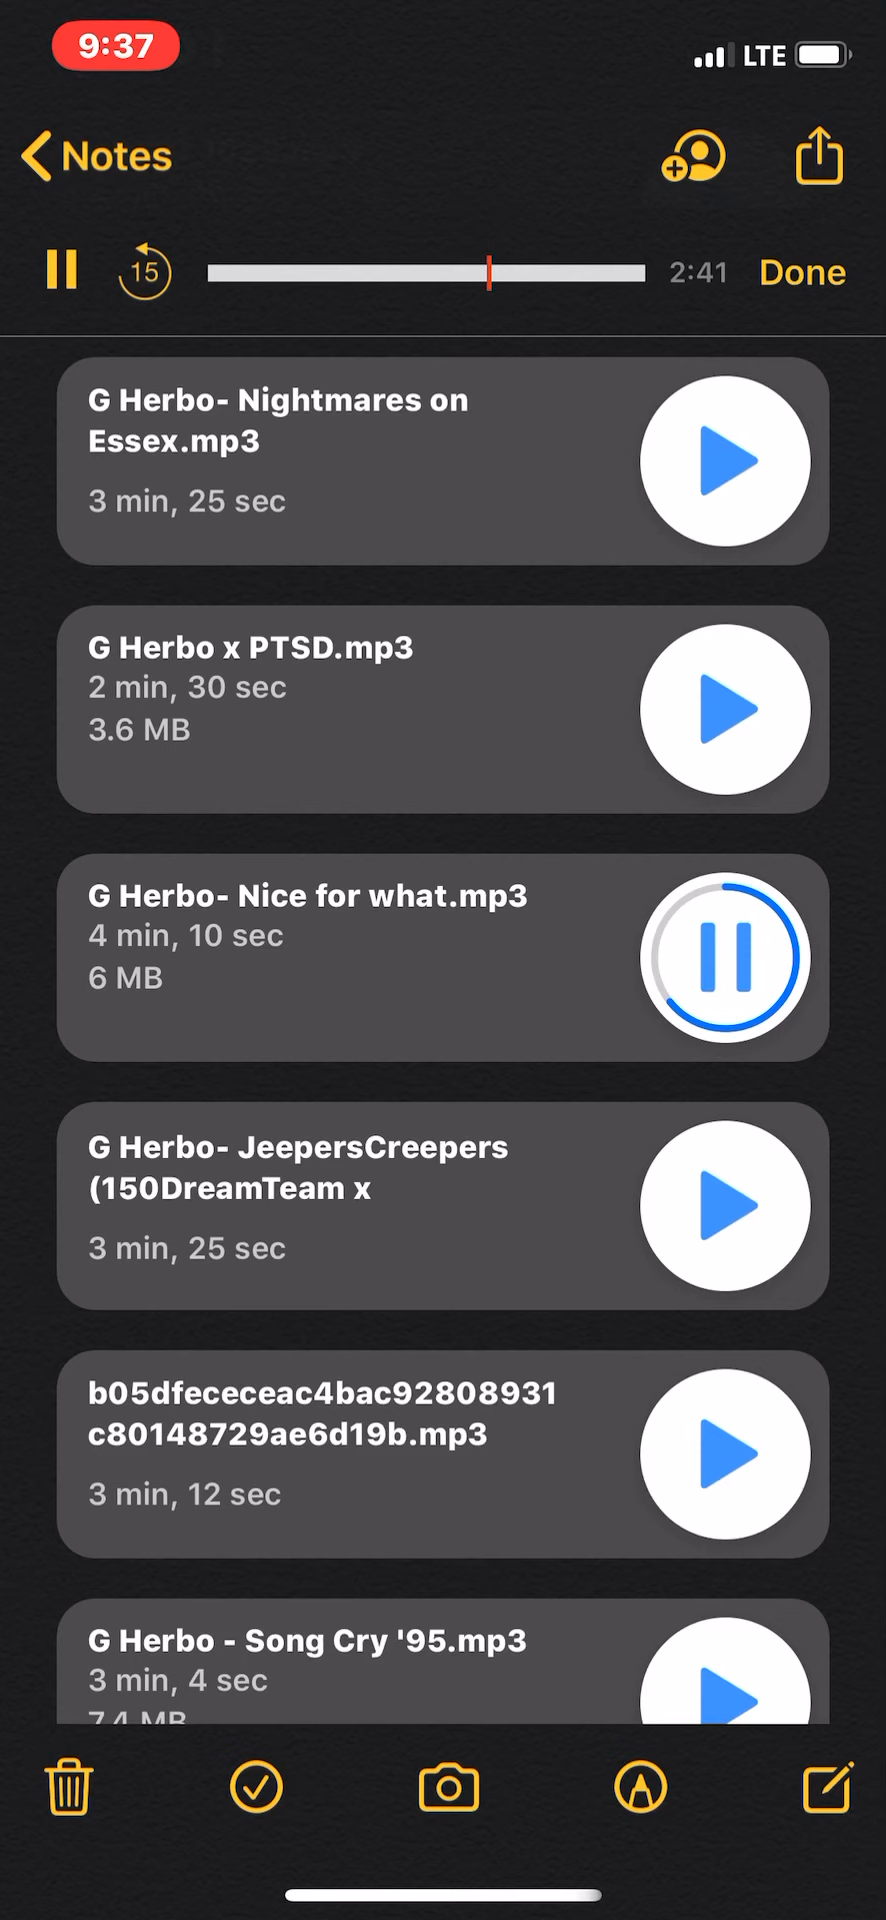 9:37
LTE
Notes
15
2:41
Done
G Herbo- Nightmares on
Essex.mp3
3 min, 25 sec
G Herbo x PTSD.mp3
2 min, 30 sec
3.6 MB
G Herbo- Nice for what.mp3
4 min, 10 sec
6 MB
G Herbo- JeepersCreepers
(150DreamTeam x
3 min, 25 sec
b05dfececeac4bac92808931
c80148729ae6d19b.mp3
3 min, 12 sec
G Herbo - Song Cry '95.mp3
3 min, 4 sec
7.4 MB